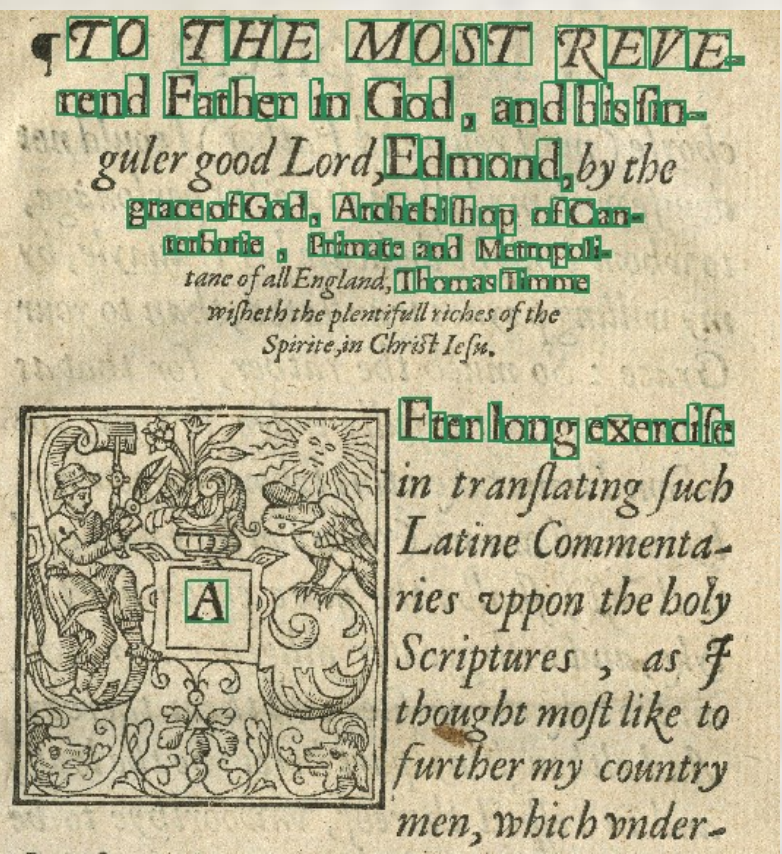 ¶TO THE MOST REVE-
rend Father in God, and his ſin-
guler good Lord, Edmond, by the
grace of God, Archebiſhop of Can-
terburie, Primate and Metropoli-
tane of all England, Thomas Timme
wiſheth the plentifull riches of the
Spirite, in Chriſt Ieſu.
AFter long exerciſe
in tranſlating ſuch
Latine Commenta-
ries vppon the holy
Scriptures, as I
thought moſt like to
further my country
men, which vnder-